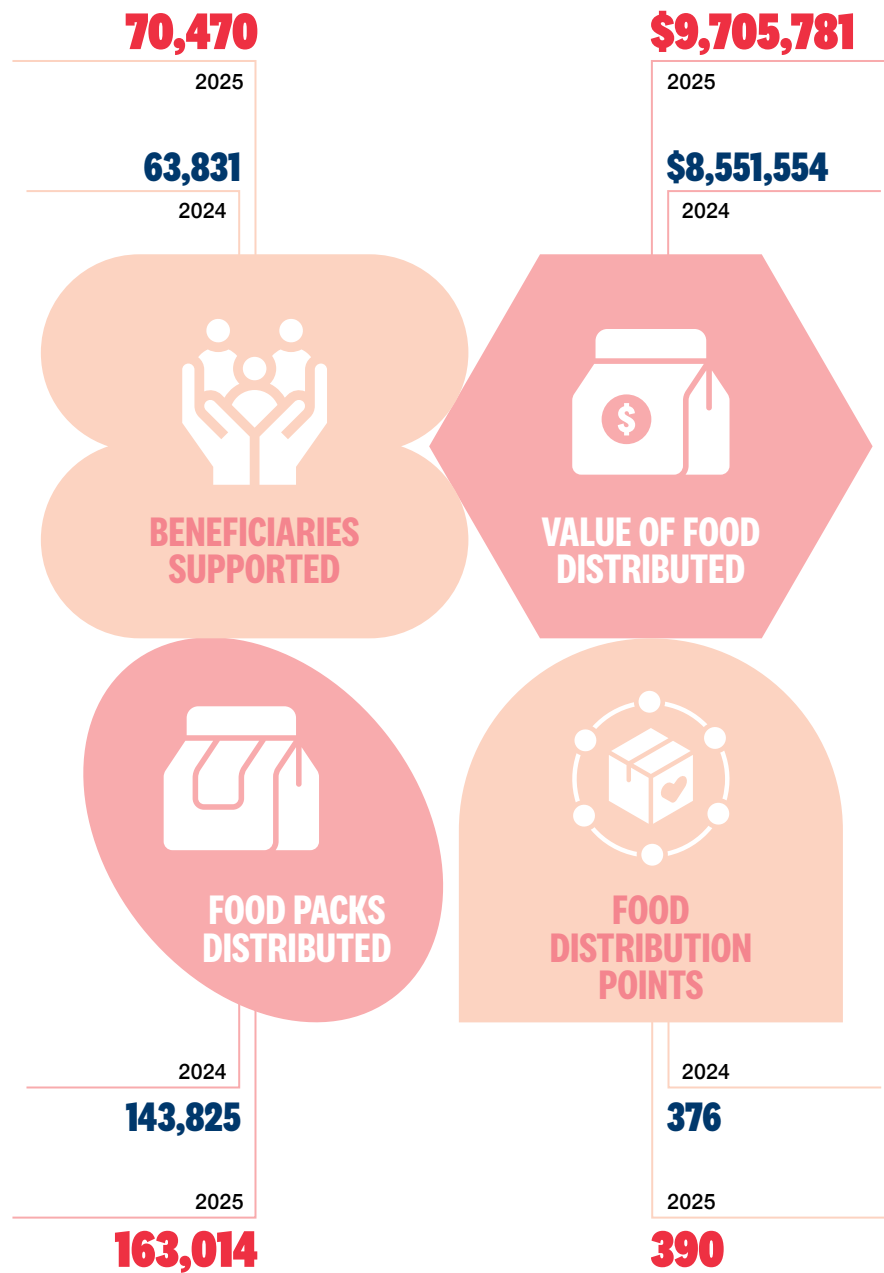 70,470
2025
63,831
2024
BENEFICIARIES
SUPPORTED
$9,705,781
2025
$8,551,554
2024
$
VALUE OF FOOD
DISTRIBUTED
FOOD PACKS
DISTRIBUTED
2024
143,825
2025
163,014
FOOD
DISTRIBUTION
POINTS
2024
376
2025
390